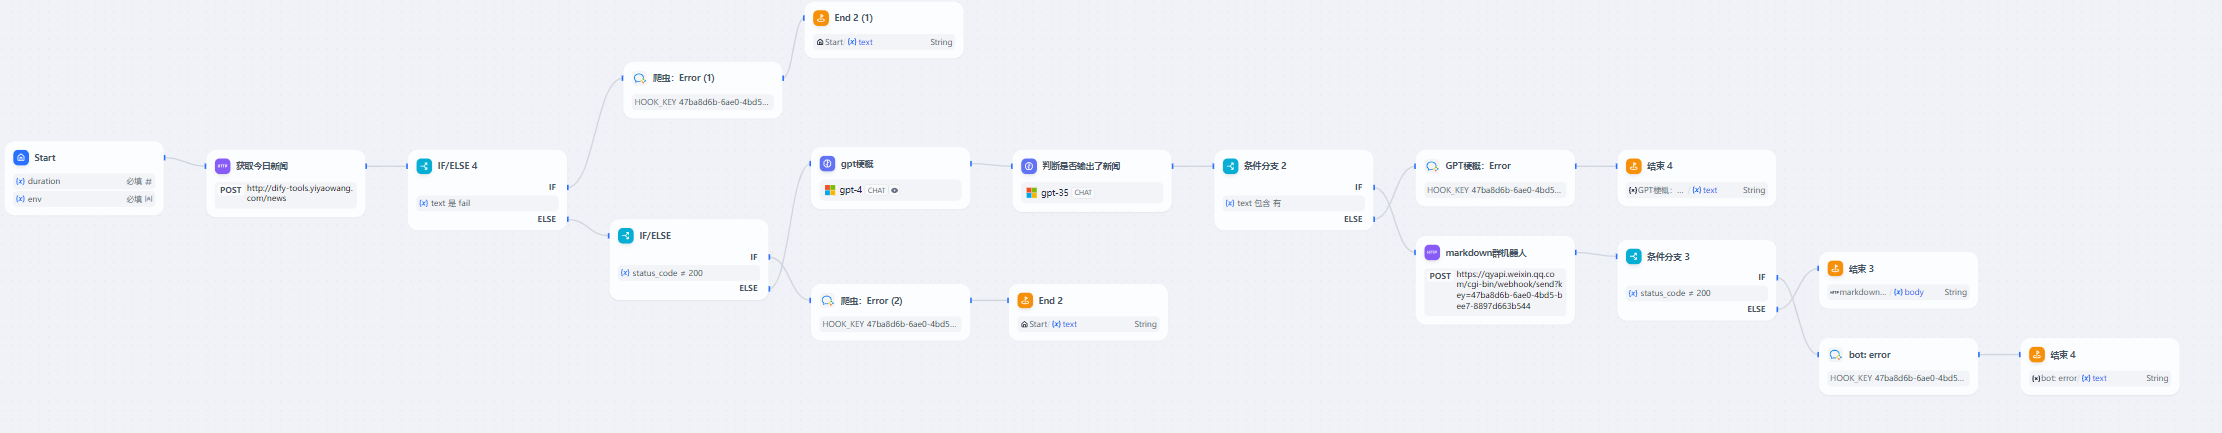 Start
{x} duration 必填 #
{x} env 必填
HTTP 获取今日新闻
POST http://dify-tools.yiyaowang.
com/news
IF/ELSE 4
IF
{x} text 是 fail
ELSE
爬虫：Error (1)
HOOK_KEY 47ba8d6b-6ae0-4bd5...
End 2 (1)
Start {x} text String
IF/ELSE
IF
{x} status_code ≠ 200
ELSE
gpt梗概
gpt-4 CHAT
爬虫：Error (2)
HOOK_KEY 47ba8d6b-6ae0-4bd5...
End 2
Start {x} text String
判断是否输出了新闻
gpt-35 CHAT
条件分支 2
IF
{x} text 包含 有
ELSE
GPT梗概：Error
HOOK_KEY 47ba8d6b-6ae0-4bd5...
结束 4
{x}GPT梗概：... / {x} text String
HTTP markdown群机器人
POST https://qyapi.weixin.qq.co
m/cgi-bin/webhook/send?k
ey=47ba8d6b-6ae0-4bd5-b
ee7-8897d663b544
条件分支 3
IF
{x} status_code ≠ 200
ELSE
结束 3
HTTP markdown... / {x} body String
bot: error
HOOK_KEY 47ba8d6b-6ae0-4bd5...
结束 4
{x}bot: error {x} text String